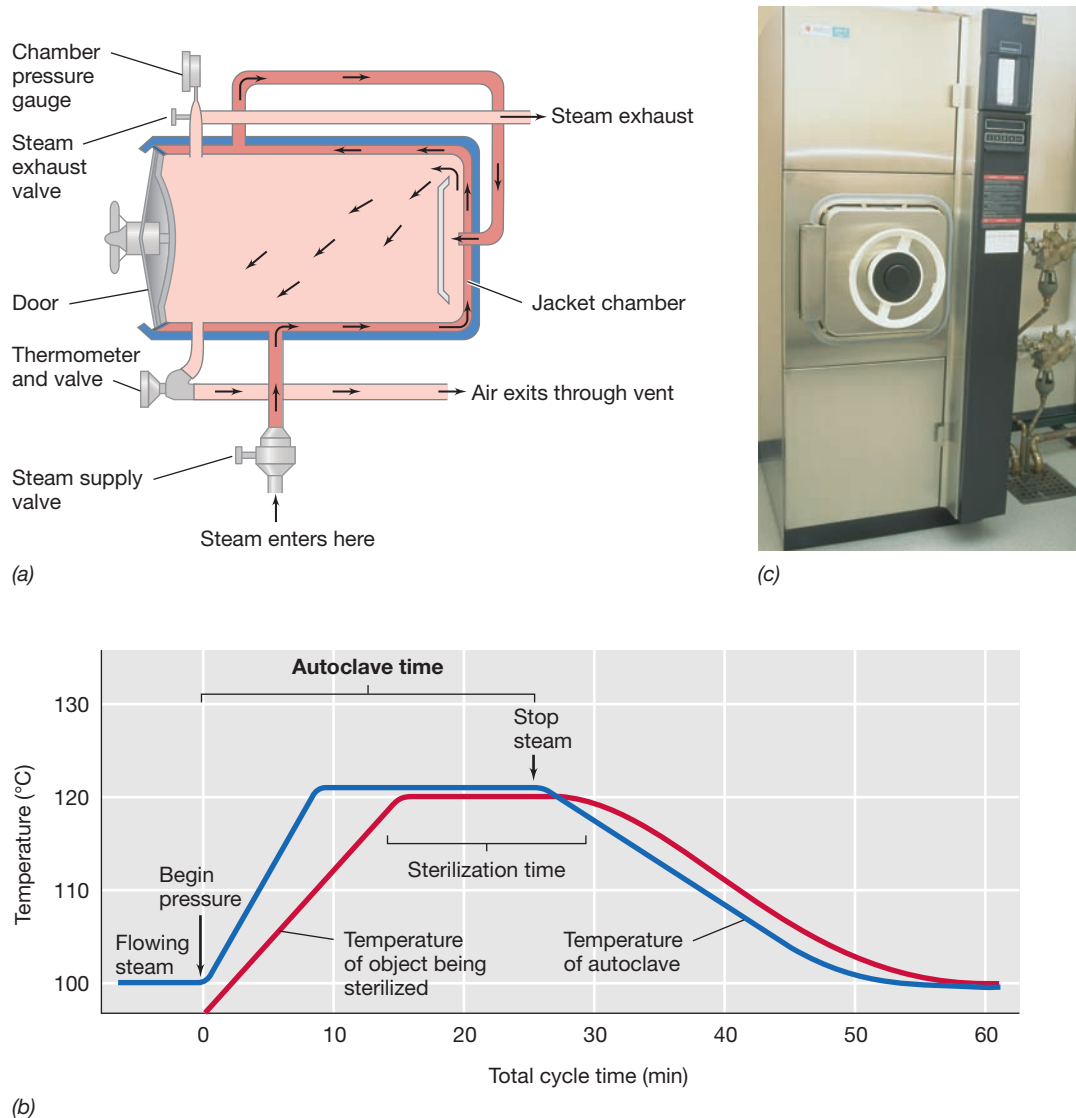 (a)
Chamber
pressure
gauge
Steam
exhaust
valve
Steam exhaust
Door
Jacket chamber
Thermometer
and valve
Air exits through vent
Steam supply
valve
Steam enters here
(a)
(c)
Autoclave time
130
Stop
steam
120
Sterilization time
Begin
pressure
110
Flowing
steam
Temperature
of object being
sterilized
Temperature
of autoclave
100
Temperature (°C)
0
10
20
30
40
50
60
Total cycle time (min)
(b)